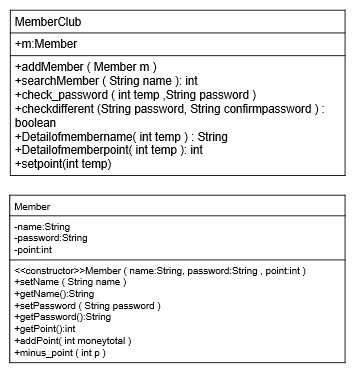 MemberClub
+m:Member
+addMember ( Member m )
+searchMember ( String name ): int
+check_password ( int temp ,String password )
+checkdifferent (String password, String confirmpassword ) :
boolean
+Detailofmembername( int temp ) : String
+Detailofmemberpoint( int temp ): int
+setpoint(int temp)
Member
-name:String
-password:String
-point:int
<<constructor>>Member ( name:String, password:String , point:int )
+setName ( String name )
+getName():String
+setPassword ( String password )
+getPassword():String
+getPoint():int
+addPoint( int moneytotal )
+minus_point ( int p )